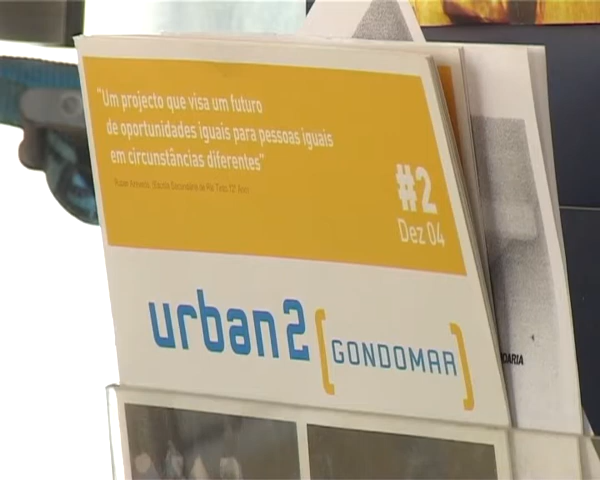 "Um projecto que visa um futuro
de oportunidades iguais para pessoas iguais
em circunstâncias diferentes"
#2
Dez 04
urban2 [GONDOMAR]